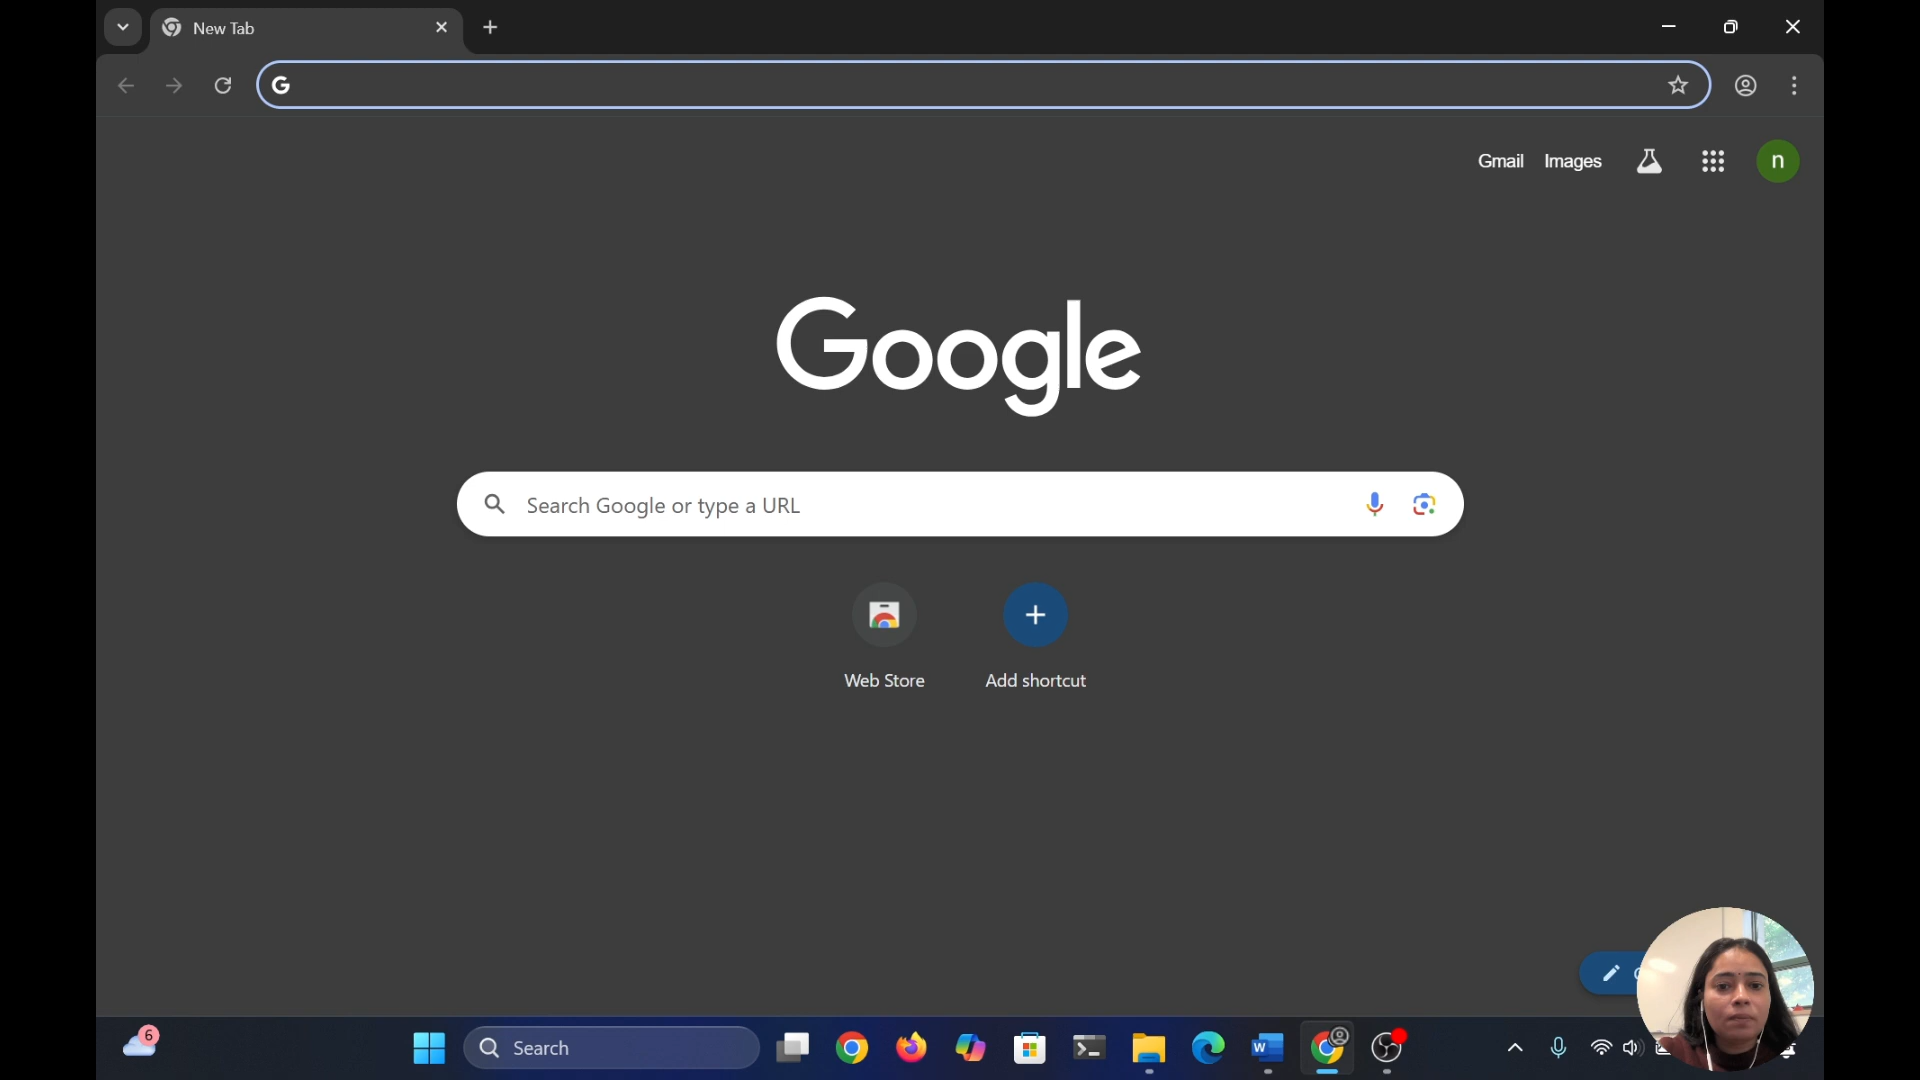 New Tab
Gmail Images
n
Google
Search Google or type a URL
Web Store
Add shortcut
6
Search